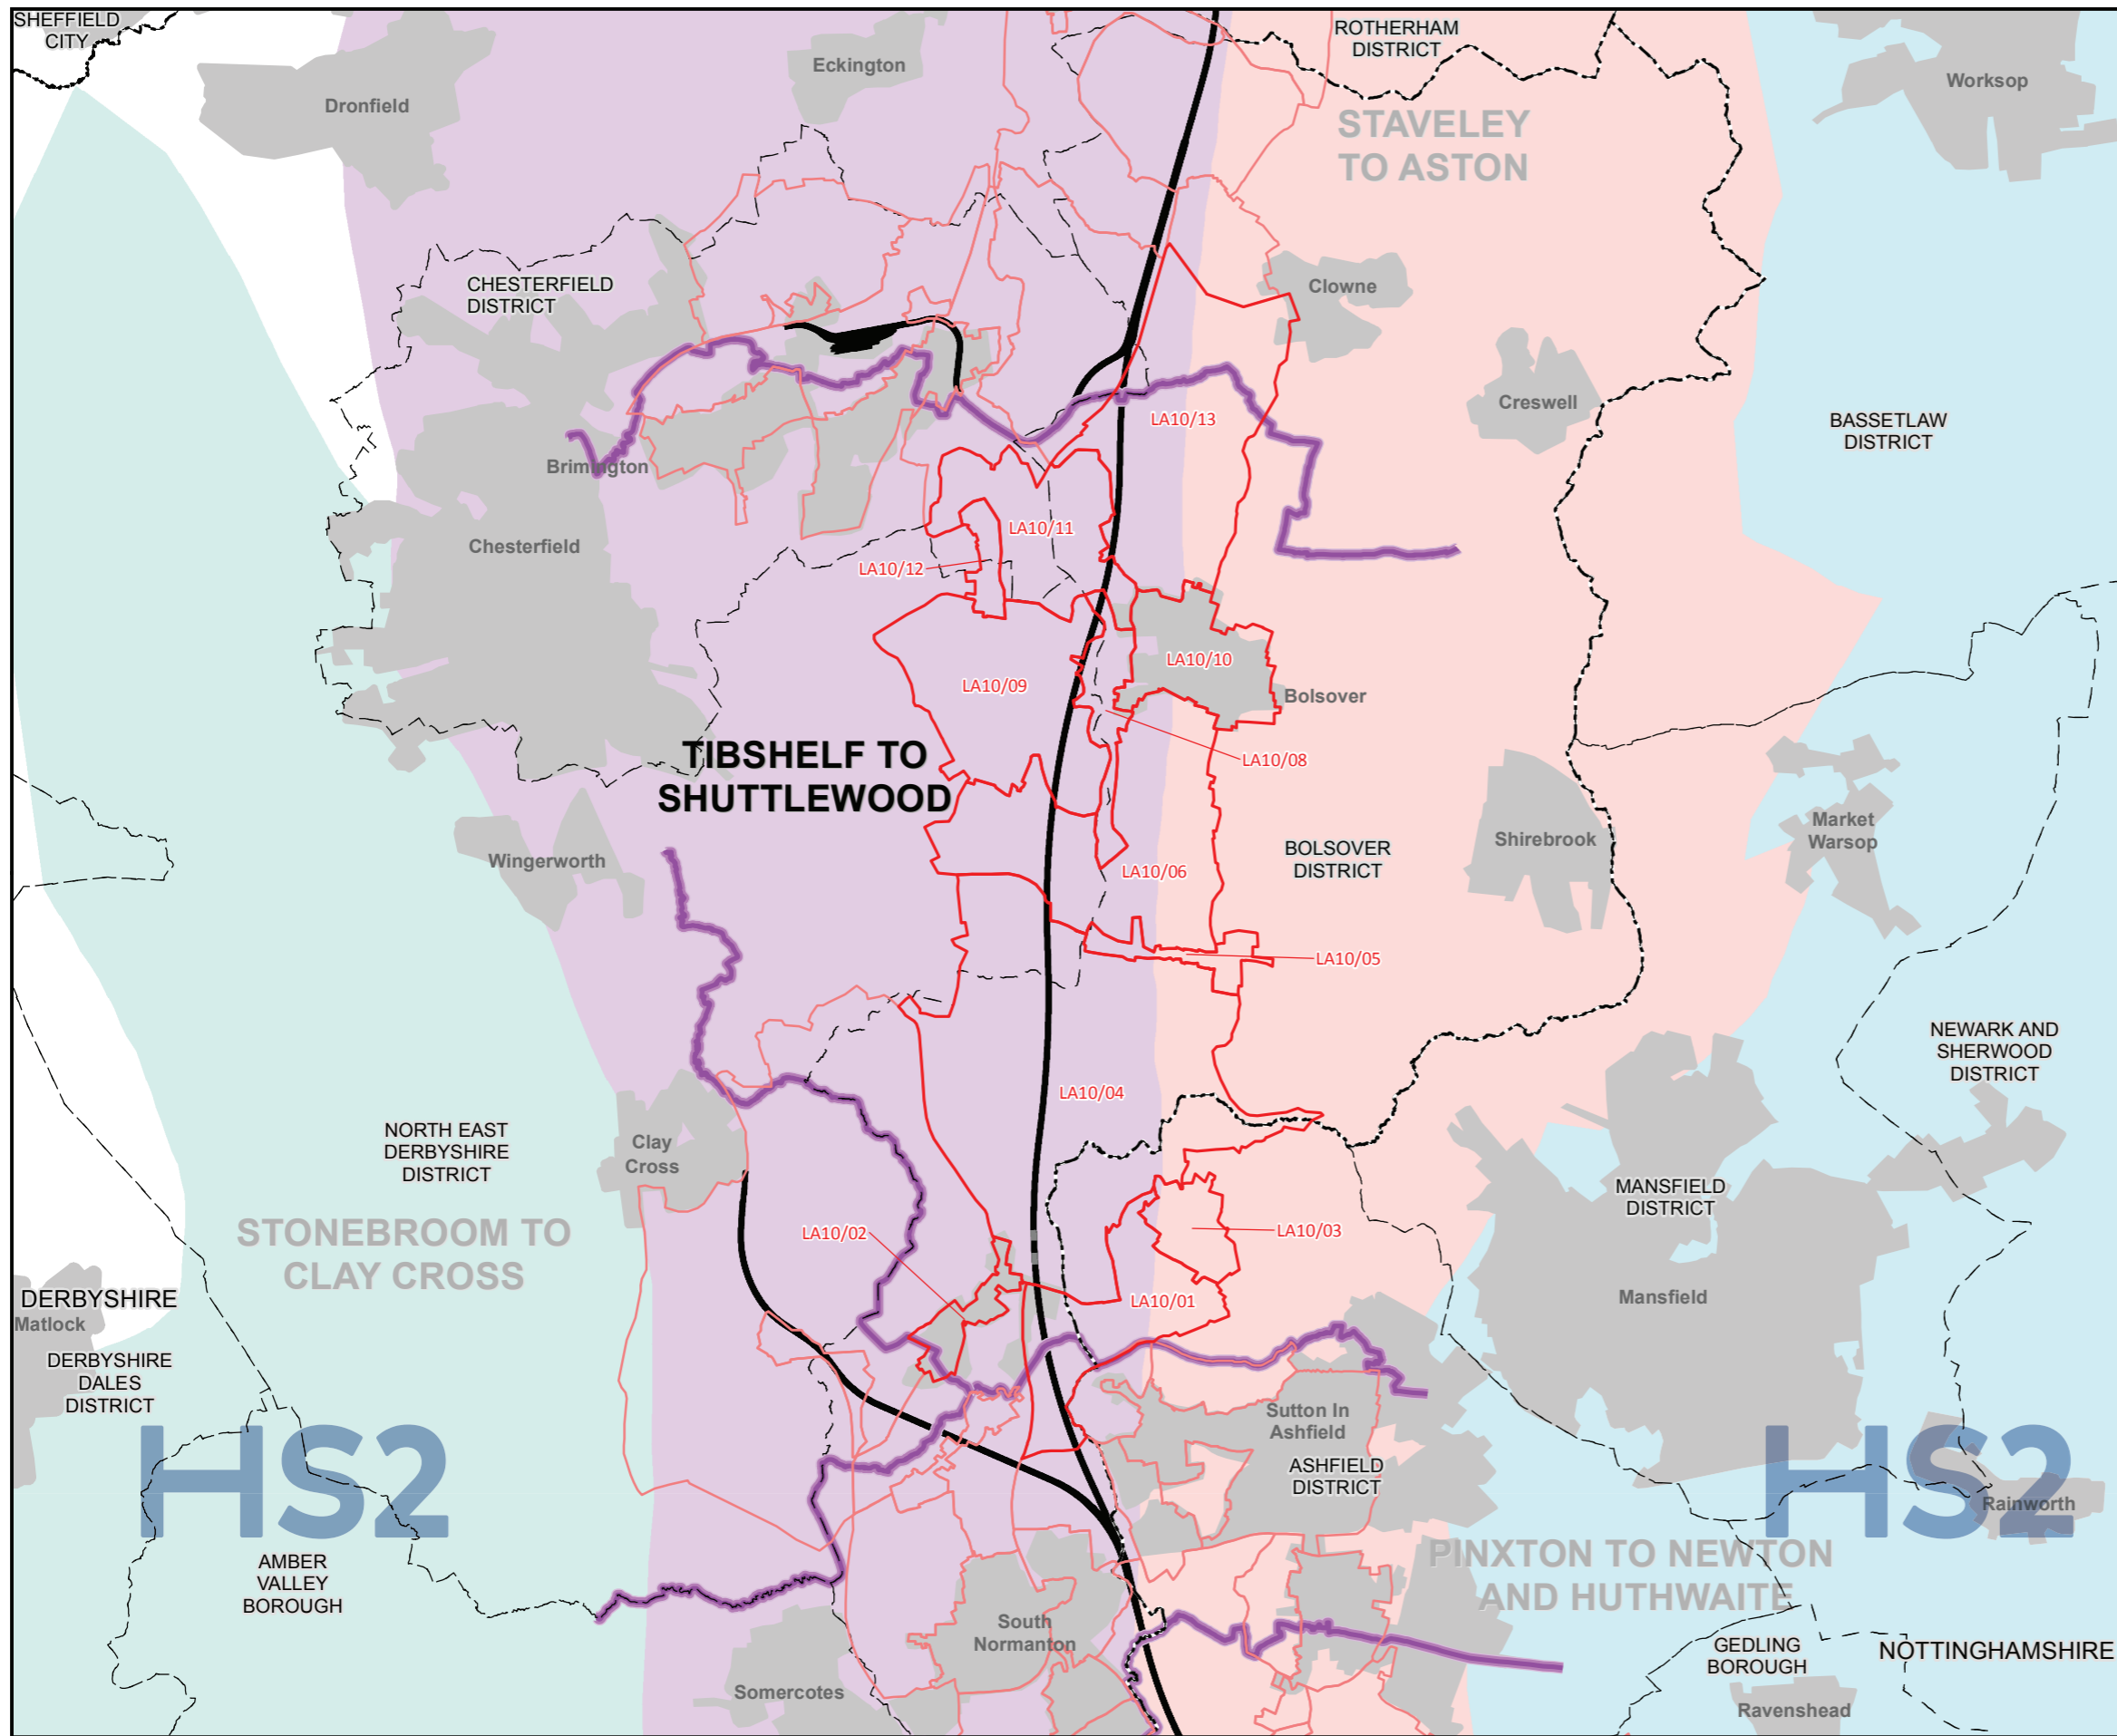 SHEFFIELD
CITY
Dronfield
Eckington
ROTHERHAM
DISTRICT
Worksop
STAVELEY
TO ASTON
CHESTERFIELD
DISTRICT
Clowne
Creswell
BASSETLAW
DISTRICT
LA10/13
Brimington
Chesterfield
LA10/11
LA10/12
LA10/10
LA10/09
Bolsover
TIBSHELF TO
SHUTTLEWOOD
LA10/08
Wingerworth
LA10/06
BOLSOVER
DISTRICT
Shirebrook
Market
Warsop
LA10/05
NEWARK AND
SHERWOOD
DISTRICT
LA10/04
NORTH EAST
DERBYSHIRE
DISTRICT
Clay
Cross
MANSFIELD
DISTRICT
STONEBROOM TO
CLAY CROSS
LA10/02
LA10/03
DERBYSHIRE
Matlock
LA10/01
Mansfield
DERBYSHIRE
DALES
DISTRICT
Sutton In
Ashfield
ASHFIELD
DISTRICT
HS2
HS2
Rainworth
PINXTON TO NEWTON
AND HUTHWAITE
AMBER
VALLEY
BOROUGH
South
Normanton
GEDLING
BOROUGH
NOTTINGHAMSHIRE
Somercotes
Ravenshead